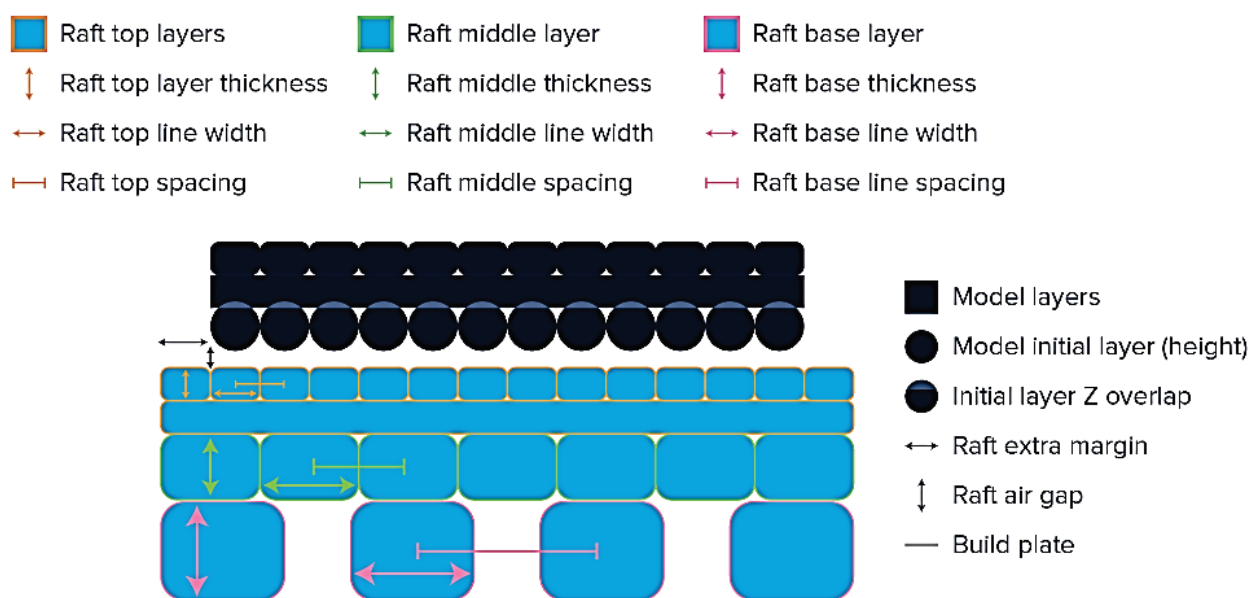 Raft top layers
Raft middle layer
Raft base layer
Raft top layer thickness
Raft middle thickness
Raft base thickness
Raft top line width
Raft middle line width
Raft base line width
Raft top spacing
Raft middle spacing
Raft base line spacing
Model layers
Model initial layer (height)
Initial layer Z overlap
Raft extra margin
Raft air gap
Build plate